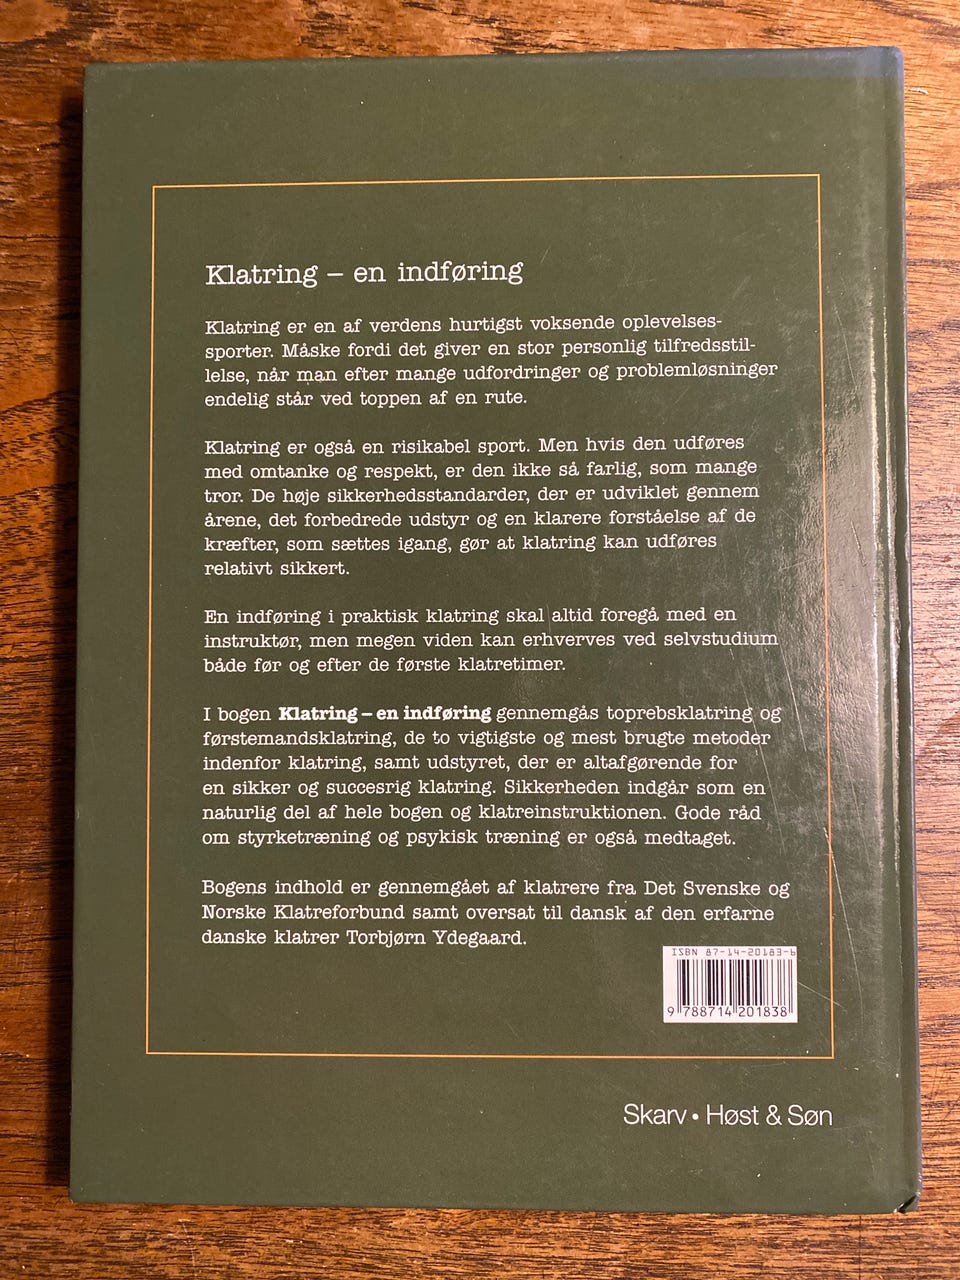 Klatring – en indføring
Klatring er en af verdens hurtigst voksende oplevelses-
sporter. Måske fordi det giver en stor personlig tilfredsstil-
lelse, når man efter mange udfordringer og problemløsninger
endelig står ved toppen af en rute.
Klatring er også en risikabel sport. Men hvis den udføres
med omtanke og respekt, er den ikke så farlig, som mange
tror. De høje sikkerhedsstandarder, der er udviklet gennem
årene, det forbedrede udstyr og en klarere forståelse af de
kræfter, som sættes igang, gør at klatring kan udføres
relativt sikkert.
En indføring i praktisk klatring skal altid foregå med en
instruktør, men megen viden kan erhverves ved selvstudium
både før og efter de første klatretimer.
I bogen Klatring – en indføring gennemgås toprebsklatring og
førstemandsklatring, de to vigtigste og mest brugte metoder
indenfor klatring, samt udstyret, der er altafgørende for
en sikker og succesrig klatring. Sikkerheden indgår som en
naturlig del af hele bogen og klatreinstruktionen. Gode råd
om styrketræning og psykisk træning er også medtaget.
Bogens indhold er gennemgået af klatrere fra Det Svenske og
Norske Klatreforbund samt oversat til dansk af den erfarne
danske klatrer Torbjørn Ydegaard.
ISBN 87-14-20183-6
9 788714 201838
Skarv • Høst & Søn